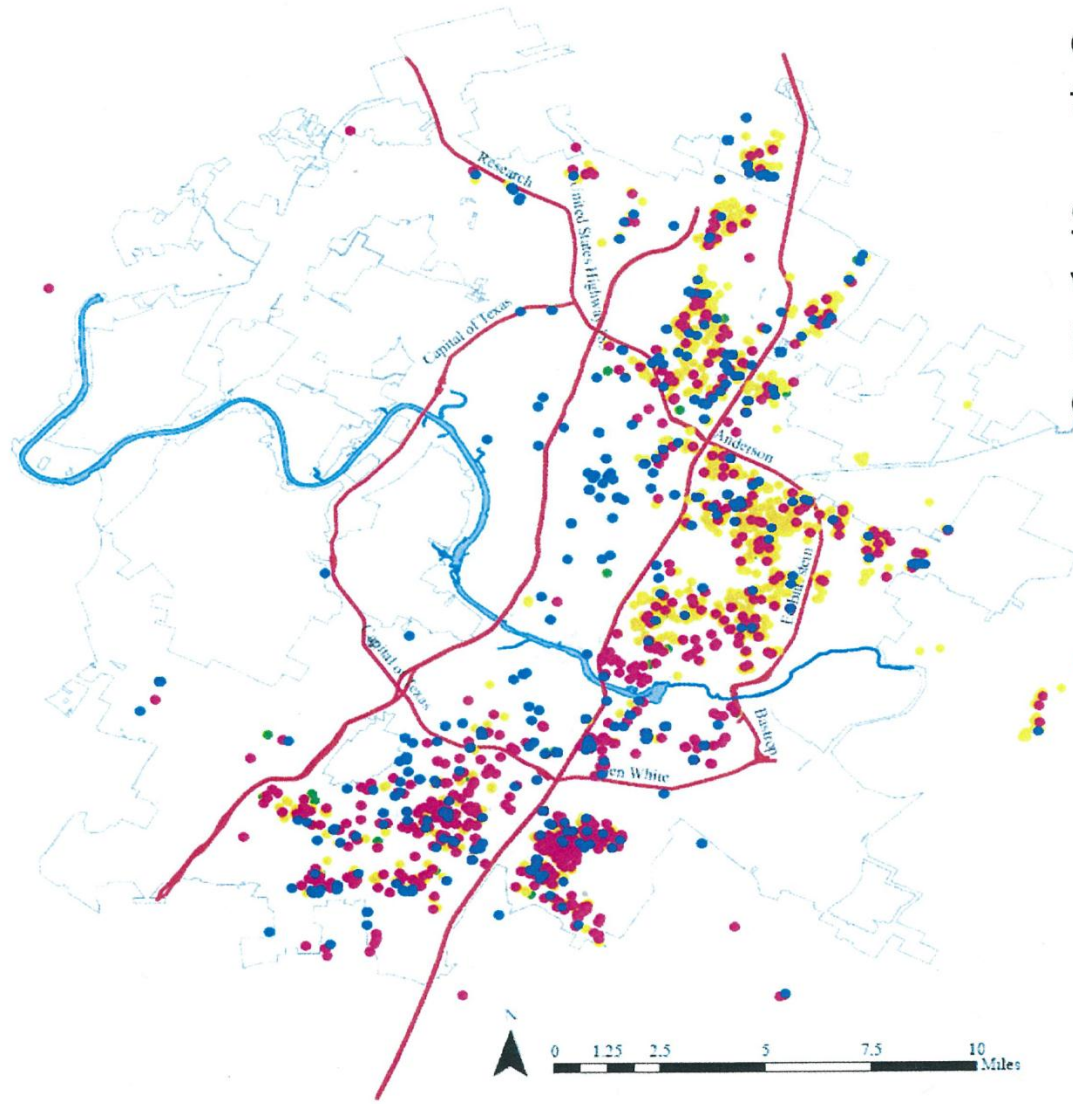 Research
United States Highway
Capital of Texas
Anderson
Capital of Texas
Bastrop
en White
N
0 1.25 2.5 5 7.5 10
Miles